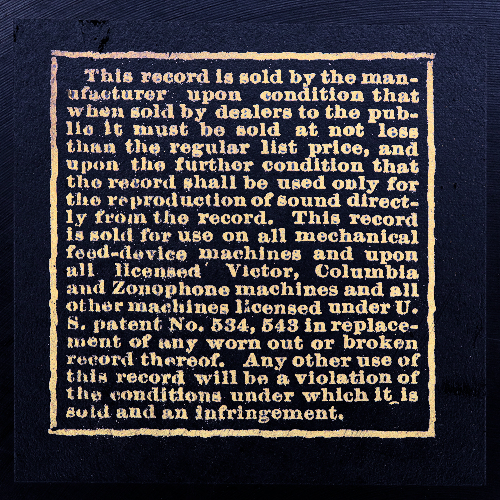 This record is sold by the man-
ufacturer upon condition that
when sold by dealers to the pub-
lic it must be sold at not less
than the regular list price, and
upon the further condition that
the record shall be used only for
the reproduction of sound direct-
ly from the record. This record
is sold for use on all mechanical
feed-device machines and upon
all licensed Victor, Columbia
and Zonophone machines and all
other machines licensed under U.
S. patent No. 534, 543 in replace-
ment of any worn out or broken
record thereof. Any other use of
this record will be a violation of
the conditions under which it is
sold and an infringement.